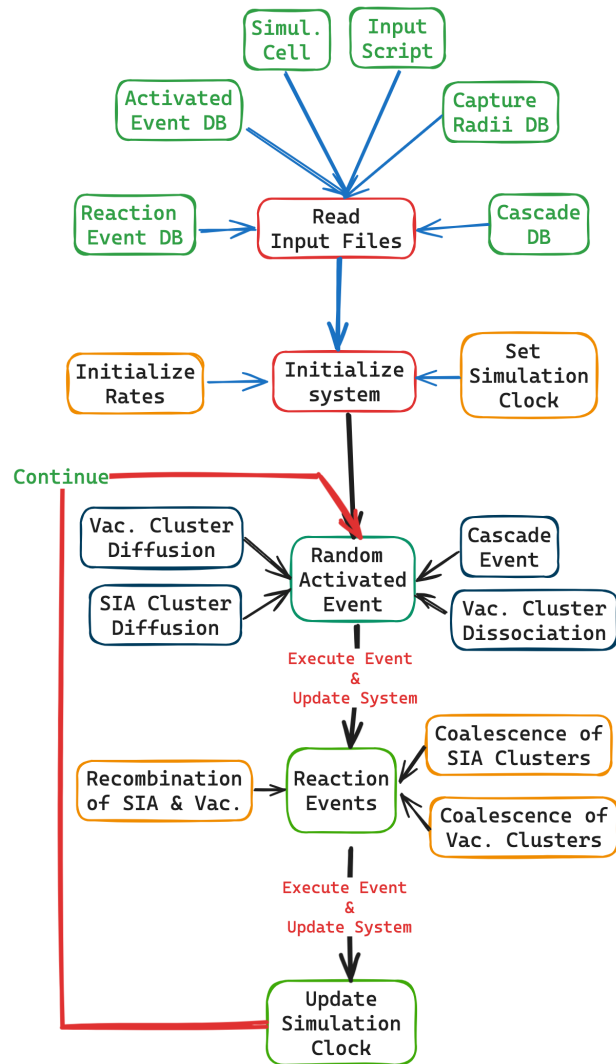 Simul.
Cell
Input
Script
Activated
Event DB
Capture
Radii DB
Reaction
Event DB
Read
Input Files
Cascade
DB
Initialize
Rates
Initialize
system
Set
Simulation
Clock
Continue
Vac. Cluster
Diffusion
Random
Activated
Event
Cascade
Event
SIA Cluster
Diffusion
Vac. Cluster
Dissociation
Execute Event
&
Update System
Coalescence of
SIA Clusters
Recombination
of SIA & Vac.
Reaction
Events
Coalescence of
Vac. Clusters
Execute Event
&
Update System
Update
Simulation
Clock